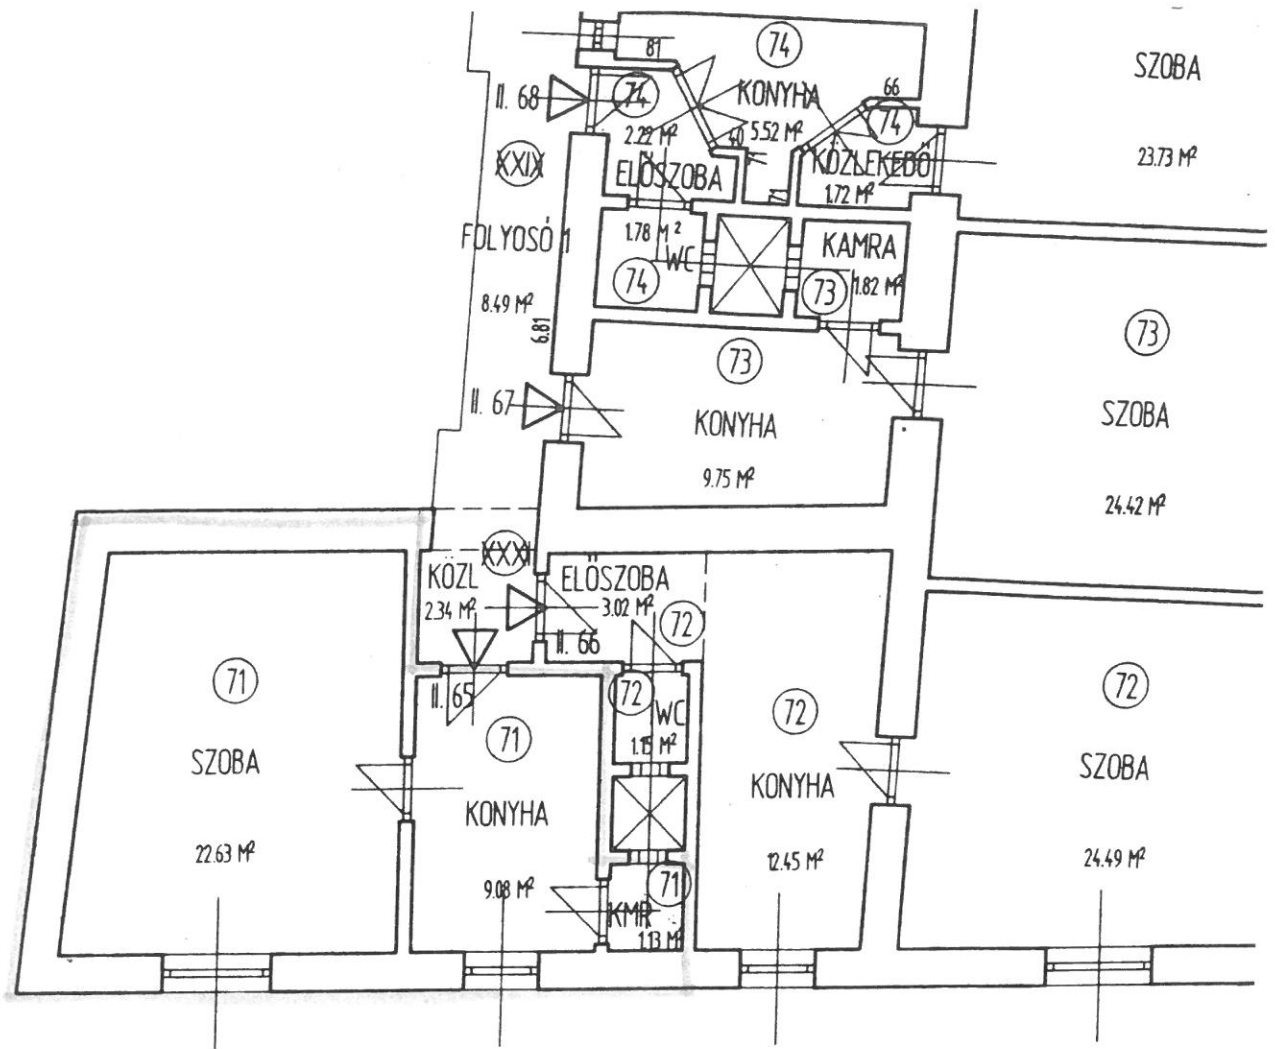 74
81
SZOBA
II. 68
74
KONYHA
66
74
2.22 M²
40
5.52 M²
23.73 M²
XXIX
ELŐSZOBA
KÖZLEKEDŐ
71
1.72 M²
FOLYOSÓ 1
1.78 M²
WC
KAMRA
74
73
1.82 M²
8.49 M²
6.81
73
73
II. 67
KONYHA
SZOBA
9.75 M²
24.42 M²
XXXI
KÖZL
ELŐSZOBA
2.34 M²
3.02 M²
72
II. 66
71
II. 65
72
72
72
WC
71
1.15 M²
SZOBA
KONYHA
SZOBA
KONYHA
22.63 M²
12.45 M²
24.49 M²
9.08 M²
71
KMR
1.13 M²